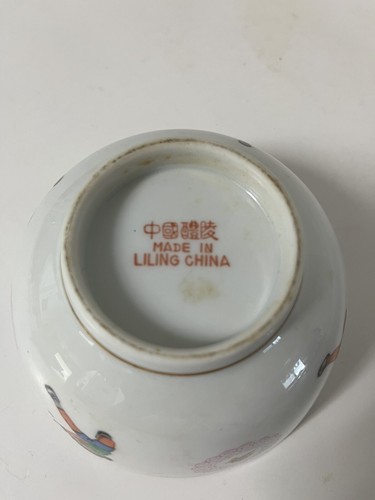 中國醴陵
MADE IN
LILING CHINA